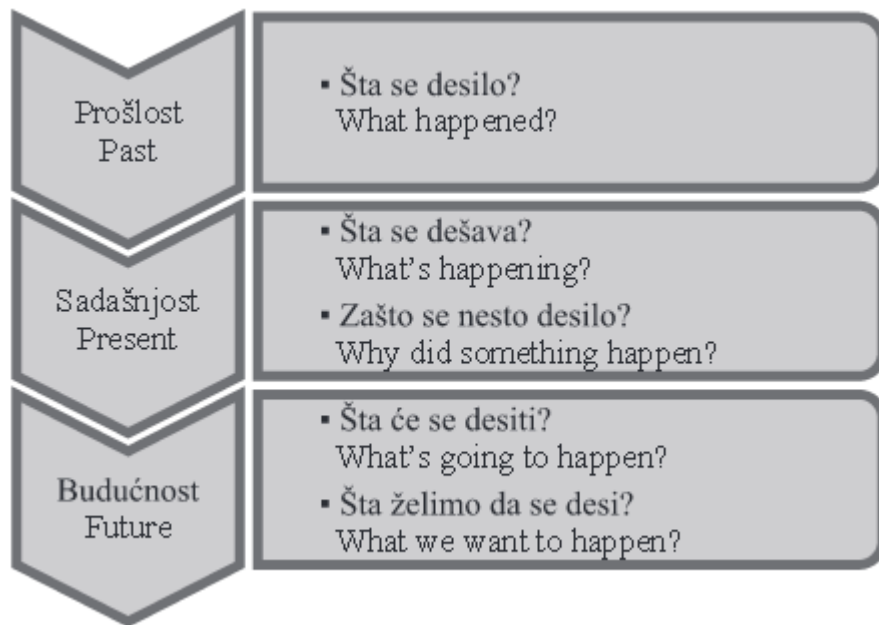 Prošlost
Past
▪ Šta se desilo?
What happened?
Sadašnjost
Present
▪ Šta se dešava?
What's happening?
▪ Zašto se nesto desilo?
Why did something happen?
Budućnost
Future
▪ Šta će se desiti?
What's going to happen?
▪ Šta želimo da se desi?
What we want to happen?